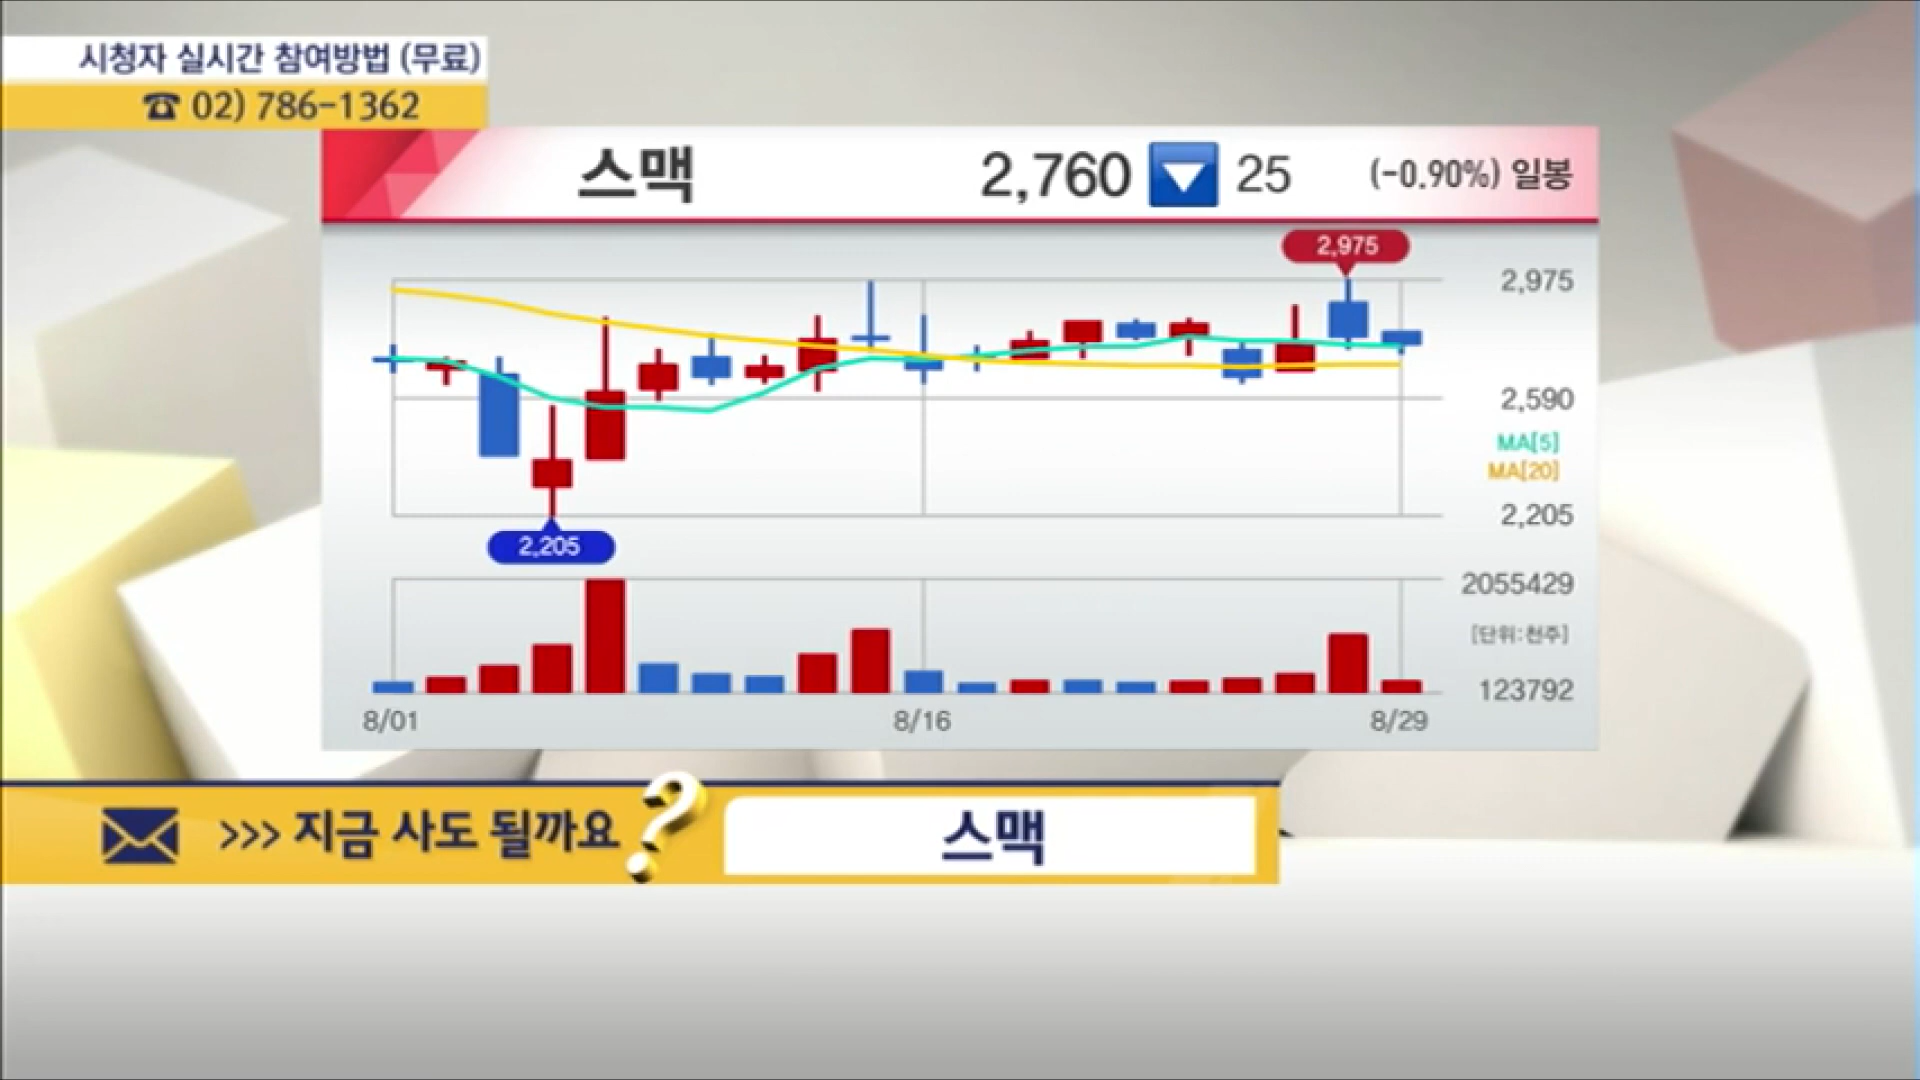 시청자 실시간 참여방법 (무료)
☎ 02) 786-1362
스맥 2,760 ▼ 25 (-0.90%) 일봉
2,975
2,975
2,590
MA[5]
MA[20]
2,205
2,205
2055429
[단위:천주]
123792
8/01 8/16 8/29
>>> 지금 사도 될까요? 스맥